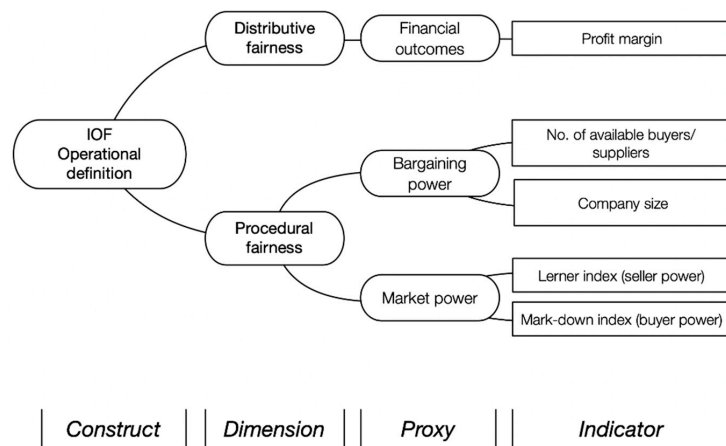 Distributive
fairness
Financial
outcomes
Profit margin
IOF
Operational
definition
Bargaining
power
No. of available buyers/
suppliers
Company size
Procedural
fairness
Market power
Lerner index (seller power)
Mark-down index (buyer power)
Construct
Dimension
Proxy
Indicator